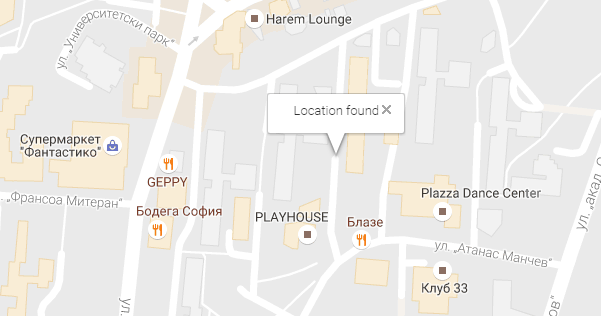 Harem Lounge
ул. „Университетски парк"
Location found ×
Супермаркет
"Фантастико"
GEPPY
л. „Франсоа Митеран"
Бодега София
PLAYHOUSE
Блазе
Plazza Dance Center
ул. „Атанас Манчев"
Клуб 33
ул.
ул. „акад. С
ов"